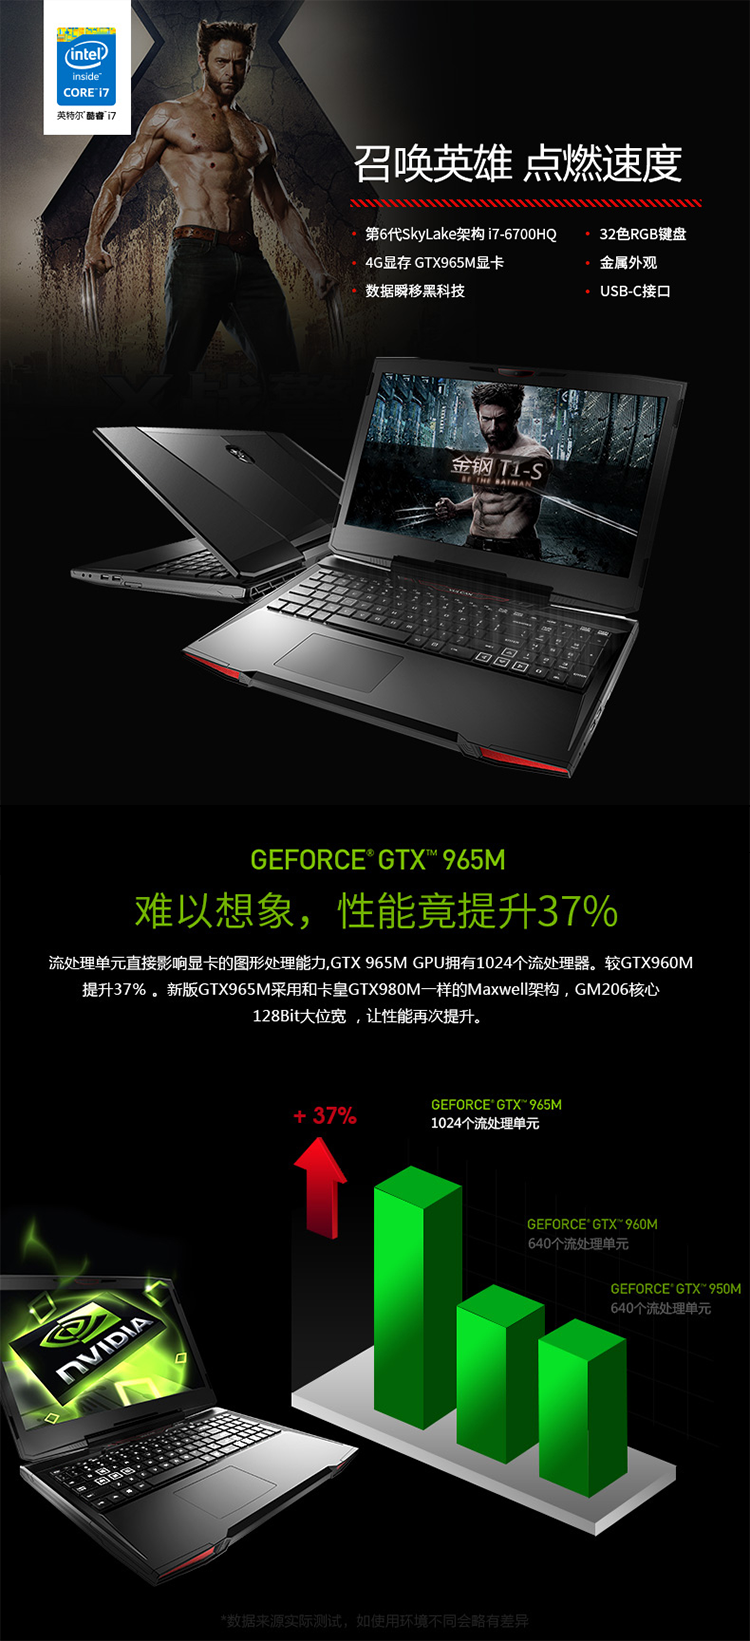 intel
inside™
CORE™ i7
英特尔®酷睿™i7
召唤英雄 点燃速度
第6代SkyLake架构 i7-6700HQ
32色RGB键盘
4G显存 GTX965M显卡
金属外观
数据瞬移黑科技
USB-C接口
金钢 T1-S
BE THE BATMAN
GEFORCE® GTX™ 965M
难以想象，性能竟提升37%
流处理单元直接影响显卡的图形处理能力,GTX 965M GPU拥有1024个流处理器。较GTX960M
提升37% 。新版GTX965M采用和卡皇GTX980M一样的Maxwell架构，GM206核心
128Bit大位宽 ，让性能再次提升。
+ 37%
GEFORCE® GTX™ 965M
1024个流处理单元
GEFORCE® GTX™ 960M
640个流处理单元
GEFORCE® GTX™ 950M
640个流处理单元
NVIDIA
*数据来源实际测试，如使用环境不同会略有差异